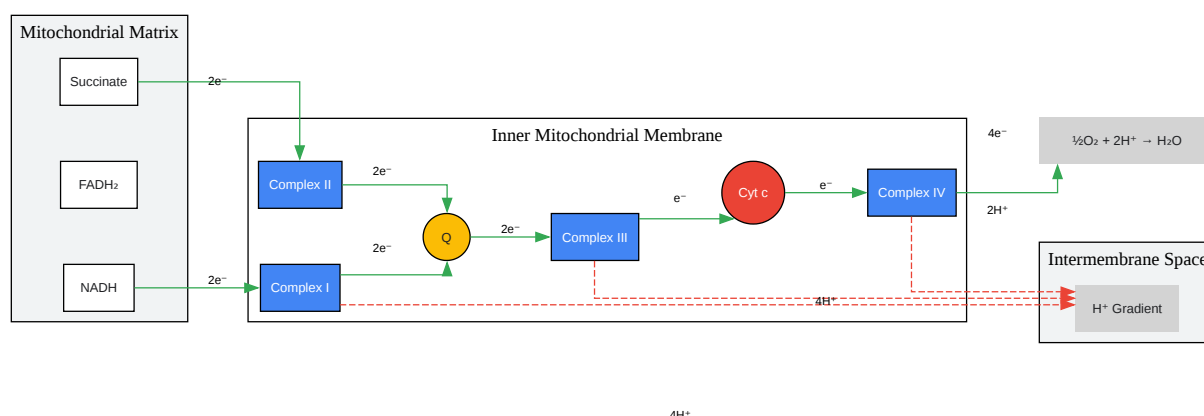 Mitochondrial Matrix
Succinate
2e⁻
Inner Mitochondrial Membrane
4e⁻
½O₂ + 2H⁺ → H₂O
FADH₂
Complex II
2e⁻
Cyt c
Complex IV
e⁻
e⁻
2H⁺
Q
2e⁻
Complex III
2e⁻
Intermembrane Space
NADH
2e⁻
Complex I
4H⁺
H⁺ Gradient
4H⁺